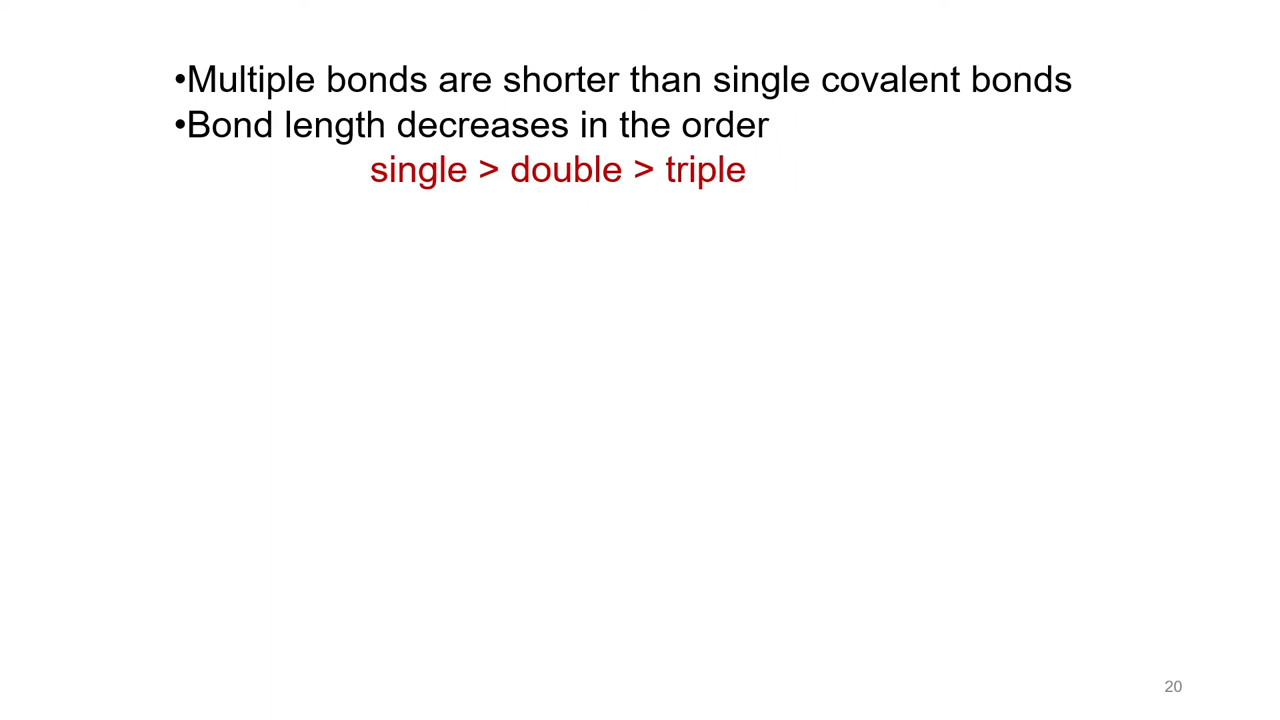 •Multiple bonds are shorter than single covalent bonds
•Bond length decreases in the order
single > double > triple
20